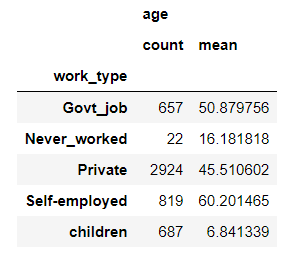 age
count mean
work_type
Govt_job 657 50.879756
Never_worked 22 16.181818
Private 2924 45.510602
Self-employed 819 60.201465
children 687 6.841339